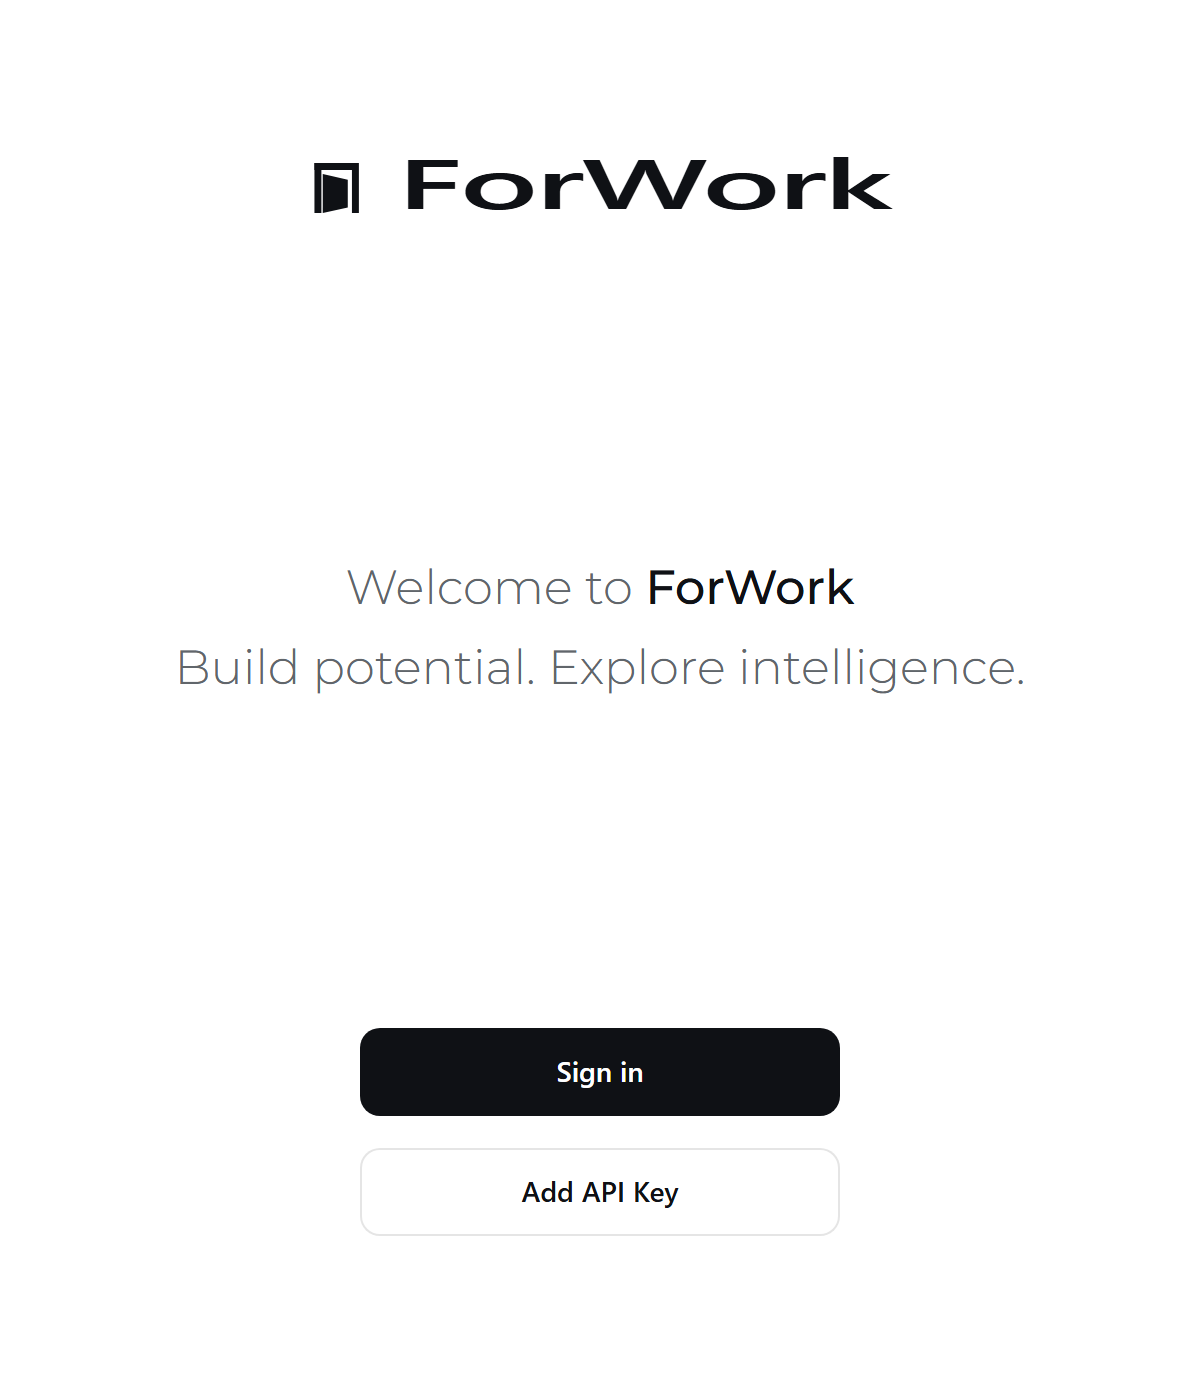 ForWork
Welcome to ForWork
Build potential. Explore intelligence.
Sign in
Add API Key